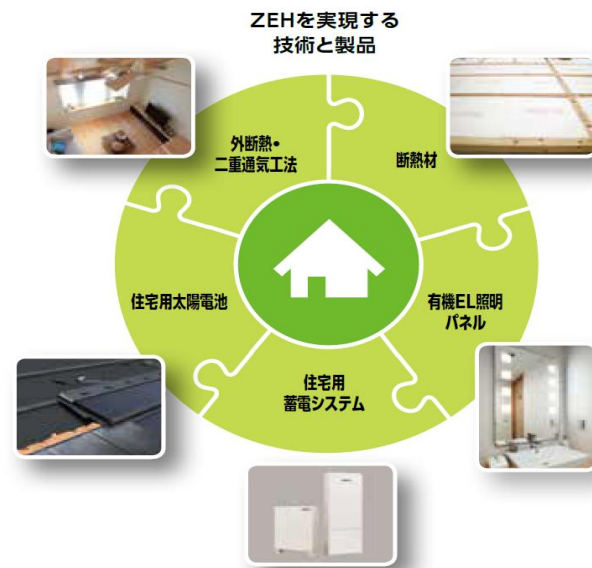 ZEHを実現する
技術と製品
外断熱・
二重通気工法
断熱材
住宅用太陽電池
有機EL照明
パネル
住宅用
蓄電システム